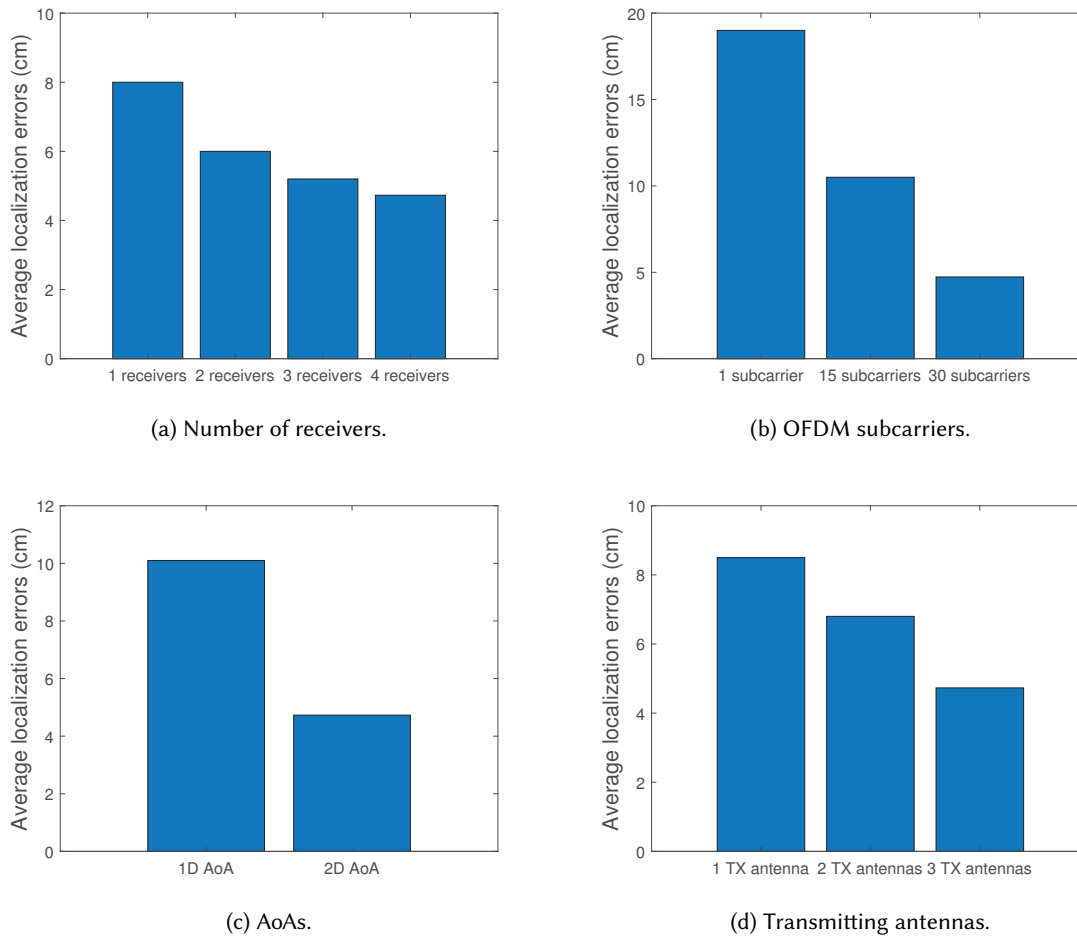 10
8
6
4
2
0
Average localization errors (cm)
1 receivers 2 receivers 3 receivers 4 receivers
(a) Number of receivers.
20
15
10
5
0
Average localization errors (cm)
1 subcarrier 15 subcarriers 30 subcarriers
(b) OFDM subcarriers.
12
10
8
6
4
2
0
Average localization errors (cm)
1D AoA 2D AoA
(c) AoAs.
10
8
6
4
2
0
Average localization errors (cm)
1 TX antenna 2 TX antennas 3 TX antennas
(d) Transmitting antennas.